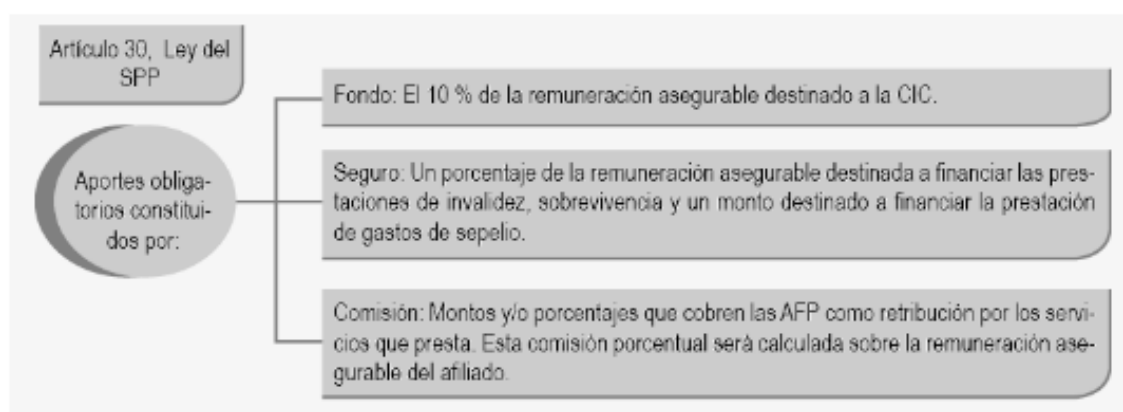 Artículo 30, Ley del
SPP
Fondo: El 10 % de la remuneración asegurable destinado a la CIC.
Aportes obliga-
torios constitui-
dos por:
Seguro: Un porcentaje de la remuneración asegurable destinada a financiar las pres-
taciones de invalidez, sobrevivencia y un monto destinado a financiar la prestación
de gastos de sepelio.
Comisión: Montos y/o porcentajes que cobren las AFP como retribución por los servi-
cios que presta. Esta comisión porcentual será calculada sobre la remuneración ase-
gurable del afiliado.